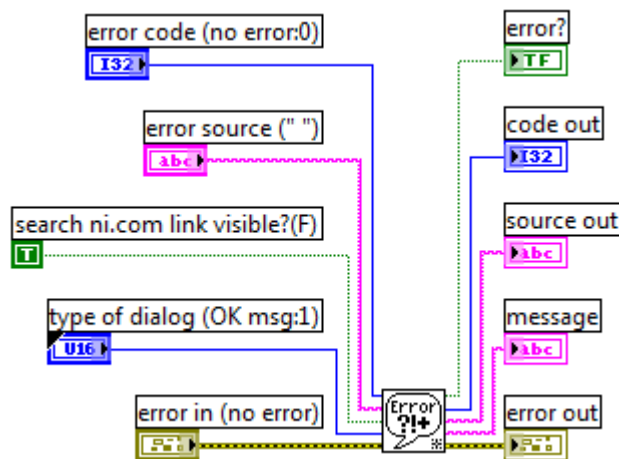 error code (no error:0)
I32
error source (" ")
abc
search ni.com link visible?(F)
T
type of dialog (OK msg:1)
U16
error in (no error)
Error
?!+
error?
TF
code out
I32
source out
abc
message
abc
error out